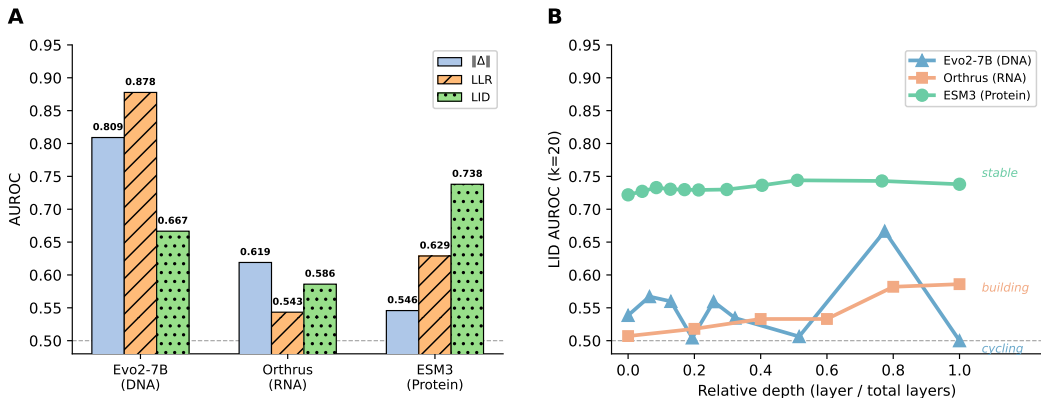 A
0.95
0.90
0.85
0.80
0.75
0.70
0.65
0.60
0.55
0.50
AUROC
‖Δ‖
LLR
LID
0.809
0.878
0.667
0.619
0.543
0.586
0.546
0.629
0.738
Evo2-7B
(DNA)
Orthrus
(RNA)
ESM3
(Protein)
B
0.95
0.90
0.85
0.80
0.75
0.70
0.65
0.60
0.55
0.50
LID AUROC (k=20)
Evo2-7B (DNA)
Orthrus (RNA)
ESM3 (Protein)
stable
building
cycling
0.0
0.2
0.4
0.6
0.8
1.0
Relative depth (layer / total layers)